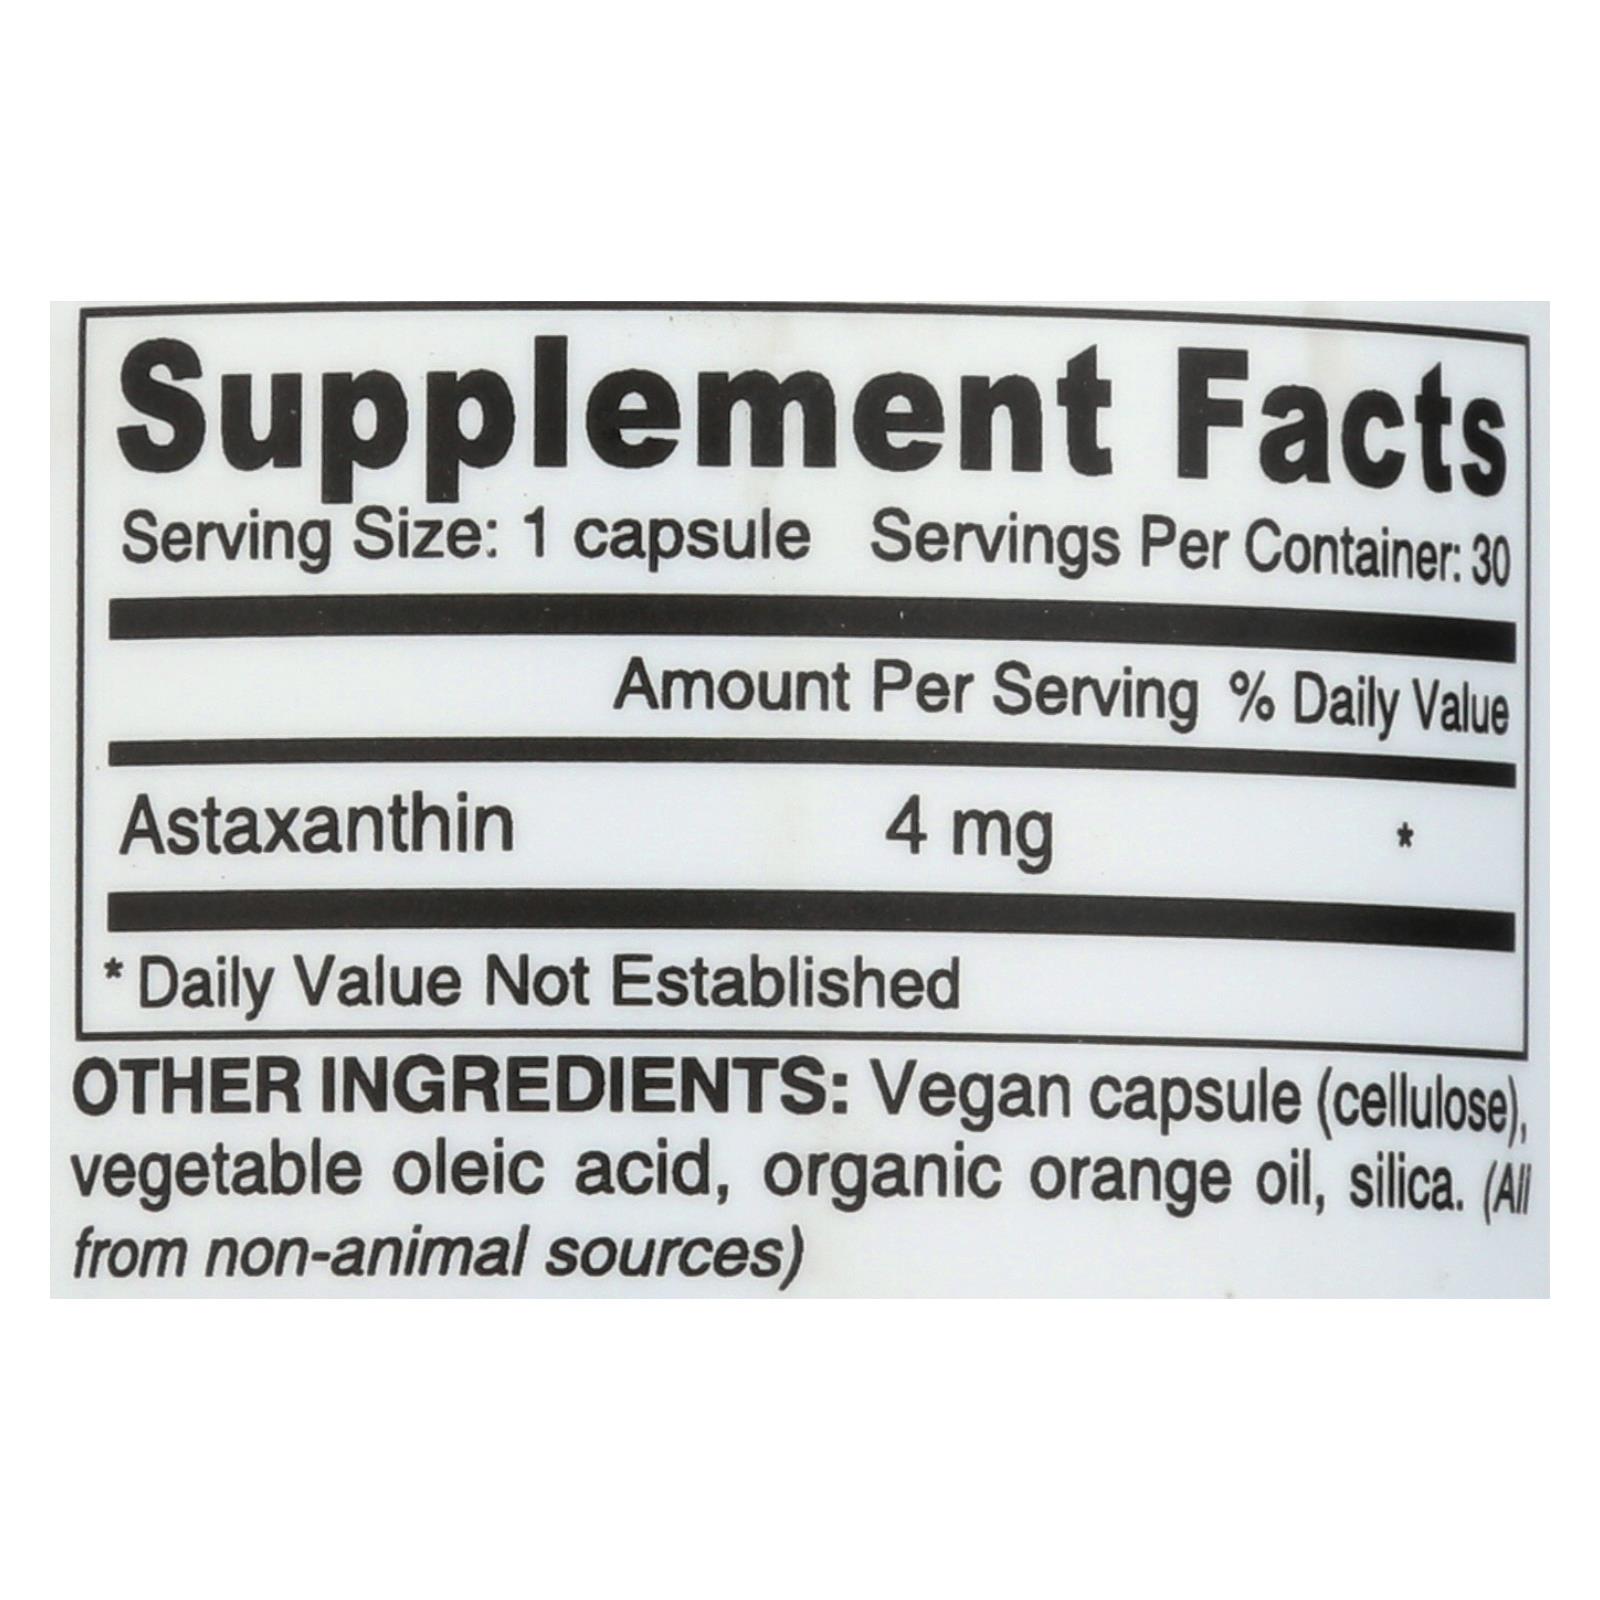 Supplement Facts
Serving Size: 1 capsule Servings Per Container: 30
Amount Per Serving % Daily Value
Astaxanthin 4 mg *
* Daily Value Not Established
OTHER INGREDIENTS: Vegan capsule (cellulose),
vegetable oleic acid, organic orange oil, silica. (All
from non-animal sources)